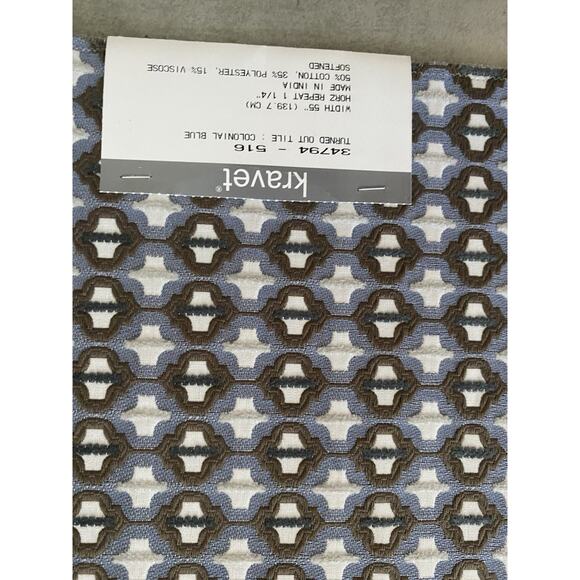 kravet®
34794 - 516
TURNED OUT TILE : COLONIAL BLUE
WIDTH 55" (139.7 CM)
HORZ REPEAT 1 1/4"
MADE IN INDIA
50% COTTON, 35% POLYESTER, 15% VISCOSE
SOFTENED